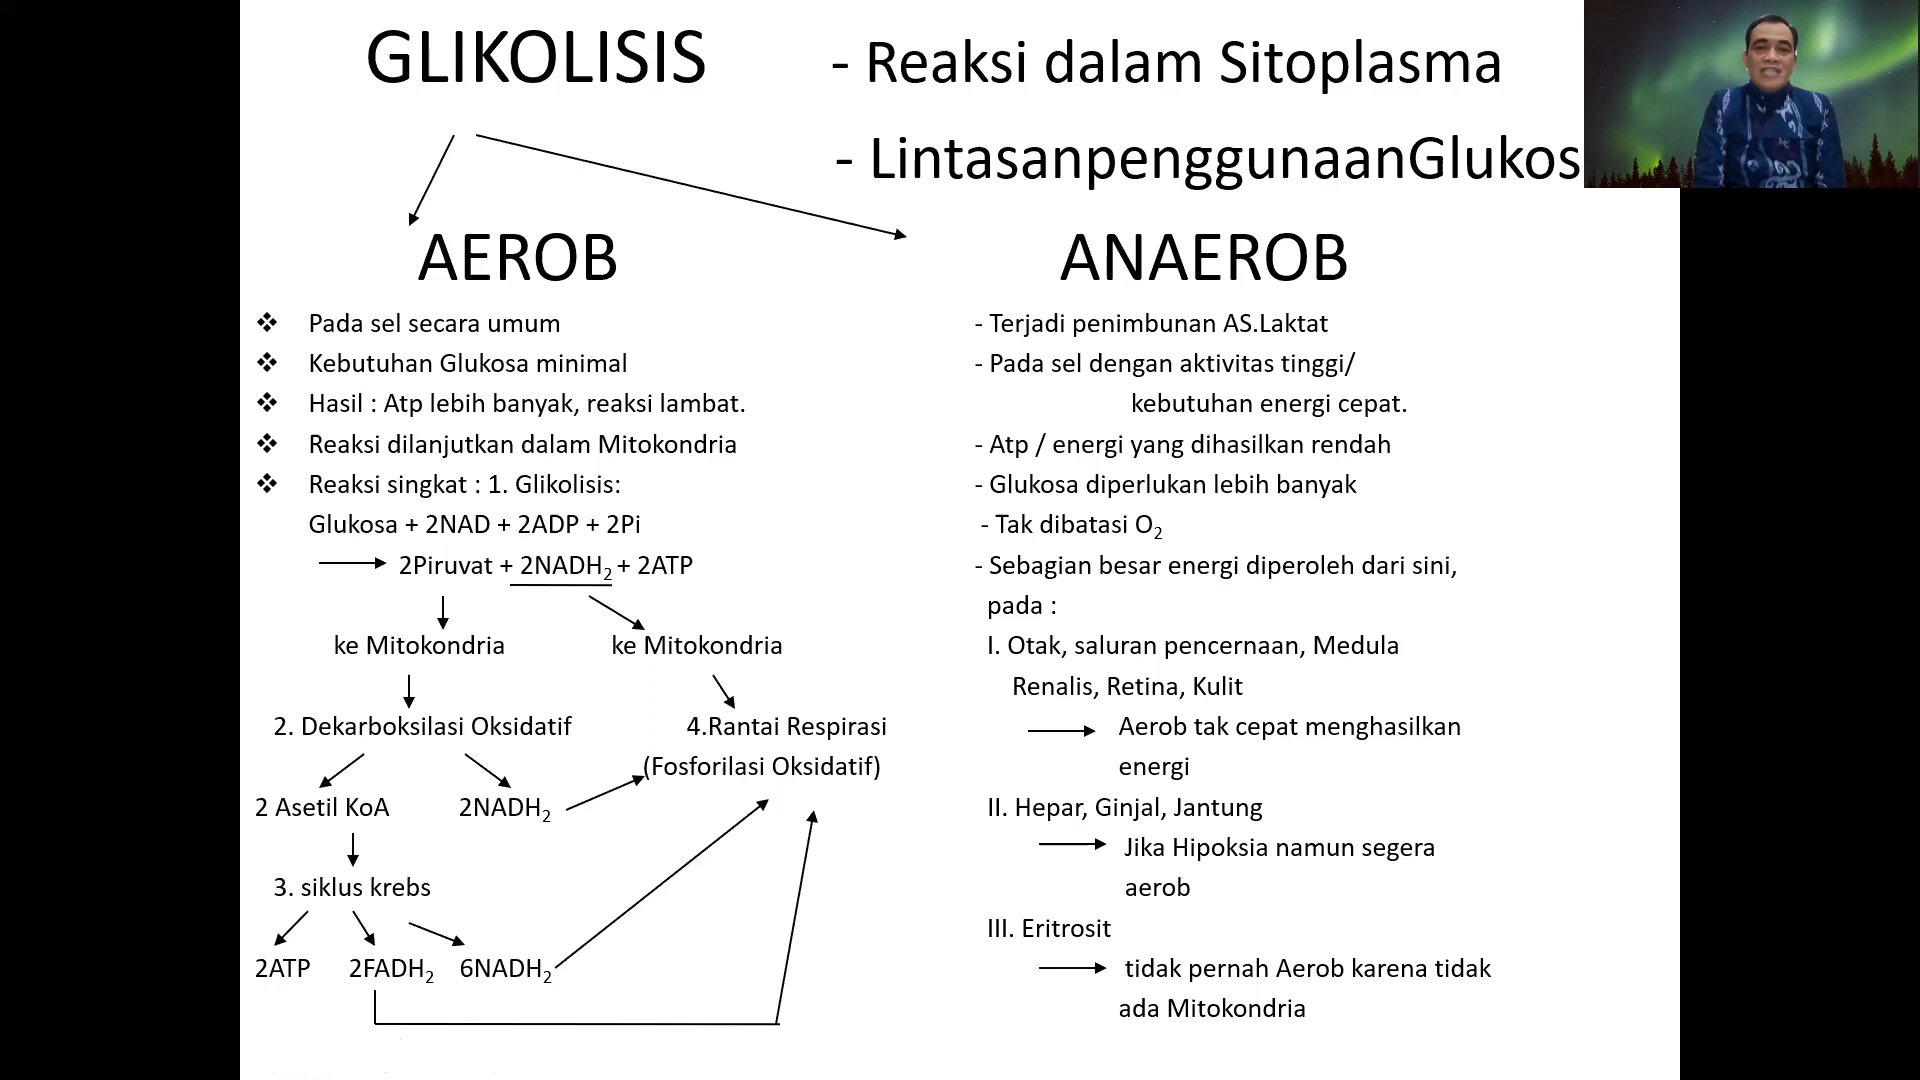 GLIKOLISIS
- Reaksi dalam Sitoplasma
- LintasanpenggunaanGlukos
AEROB
❖ Pada sel secara umum
❖ Kebutuhan Glukosa minimal
❖ Hasil : Atp lebih banyak, reaksi lambat.
❖ Reaksi dilanjutkan dalam Mitokondria
❖ Reaksi singkat : 1. Glikolisis:
Glukosa + 2NAD + 2ADP + 2Pi
2Piruvat + 2NADH₂ + 2ATP
ke Mitokondria ke Mitokondria
2. Dekarboksilasi Oksidatif 4.Rantai Respirasi
(Fosforilasi Oksidatif)
2 Asetil KoA 2NADH₂
3. siklus krebs
2ATP 2FADH₂ 6NADH₂
ANAEROB
- Terjadi penimbunan AS.Laktat
- Pada sel dengan aktivitas tinggi/
kebutuhan energi cepat.
- Atp / energi yang dihasilkan rendah
- Glukosa diperlukan lebih banyak
- Tak dibatasi O₂
- Sebagian besar energi diperoleh dari sini,
pada :
I. Otak, saluran pencernaan, Medula
Renalis, Retina, Kulit
Aerob tak cepat menghasilkan
energi
II. Hepar, Ginjal, Jantung
Jika Hipoksia namun segera
aerob
III. Eritrosit
tidak pernah Aerob karena tidak
ada Mitokondria